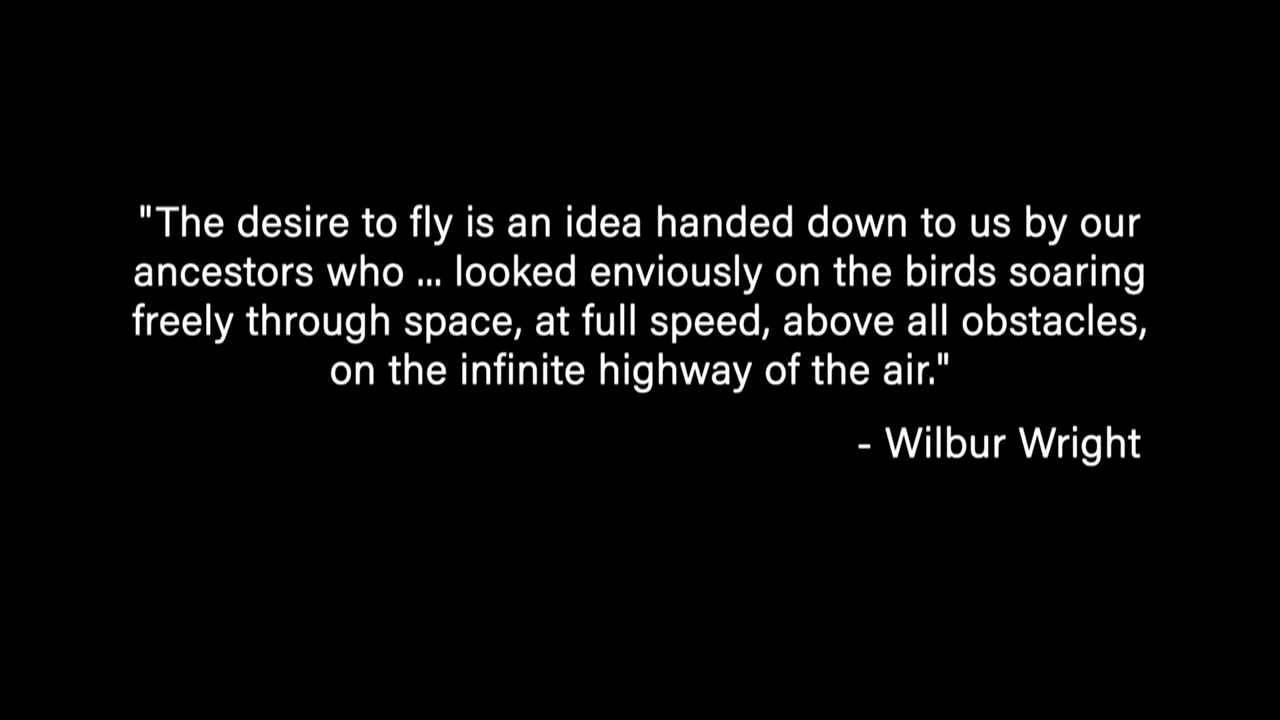 "The desire to fly is an idea handed down to us by our
ancestors who ... looked enviously on the birds soaring
freely through space, at full speed, above all obstacles,
on the infinite highway of the air."
- Wilbur Wright